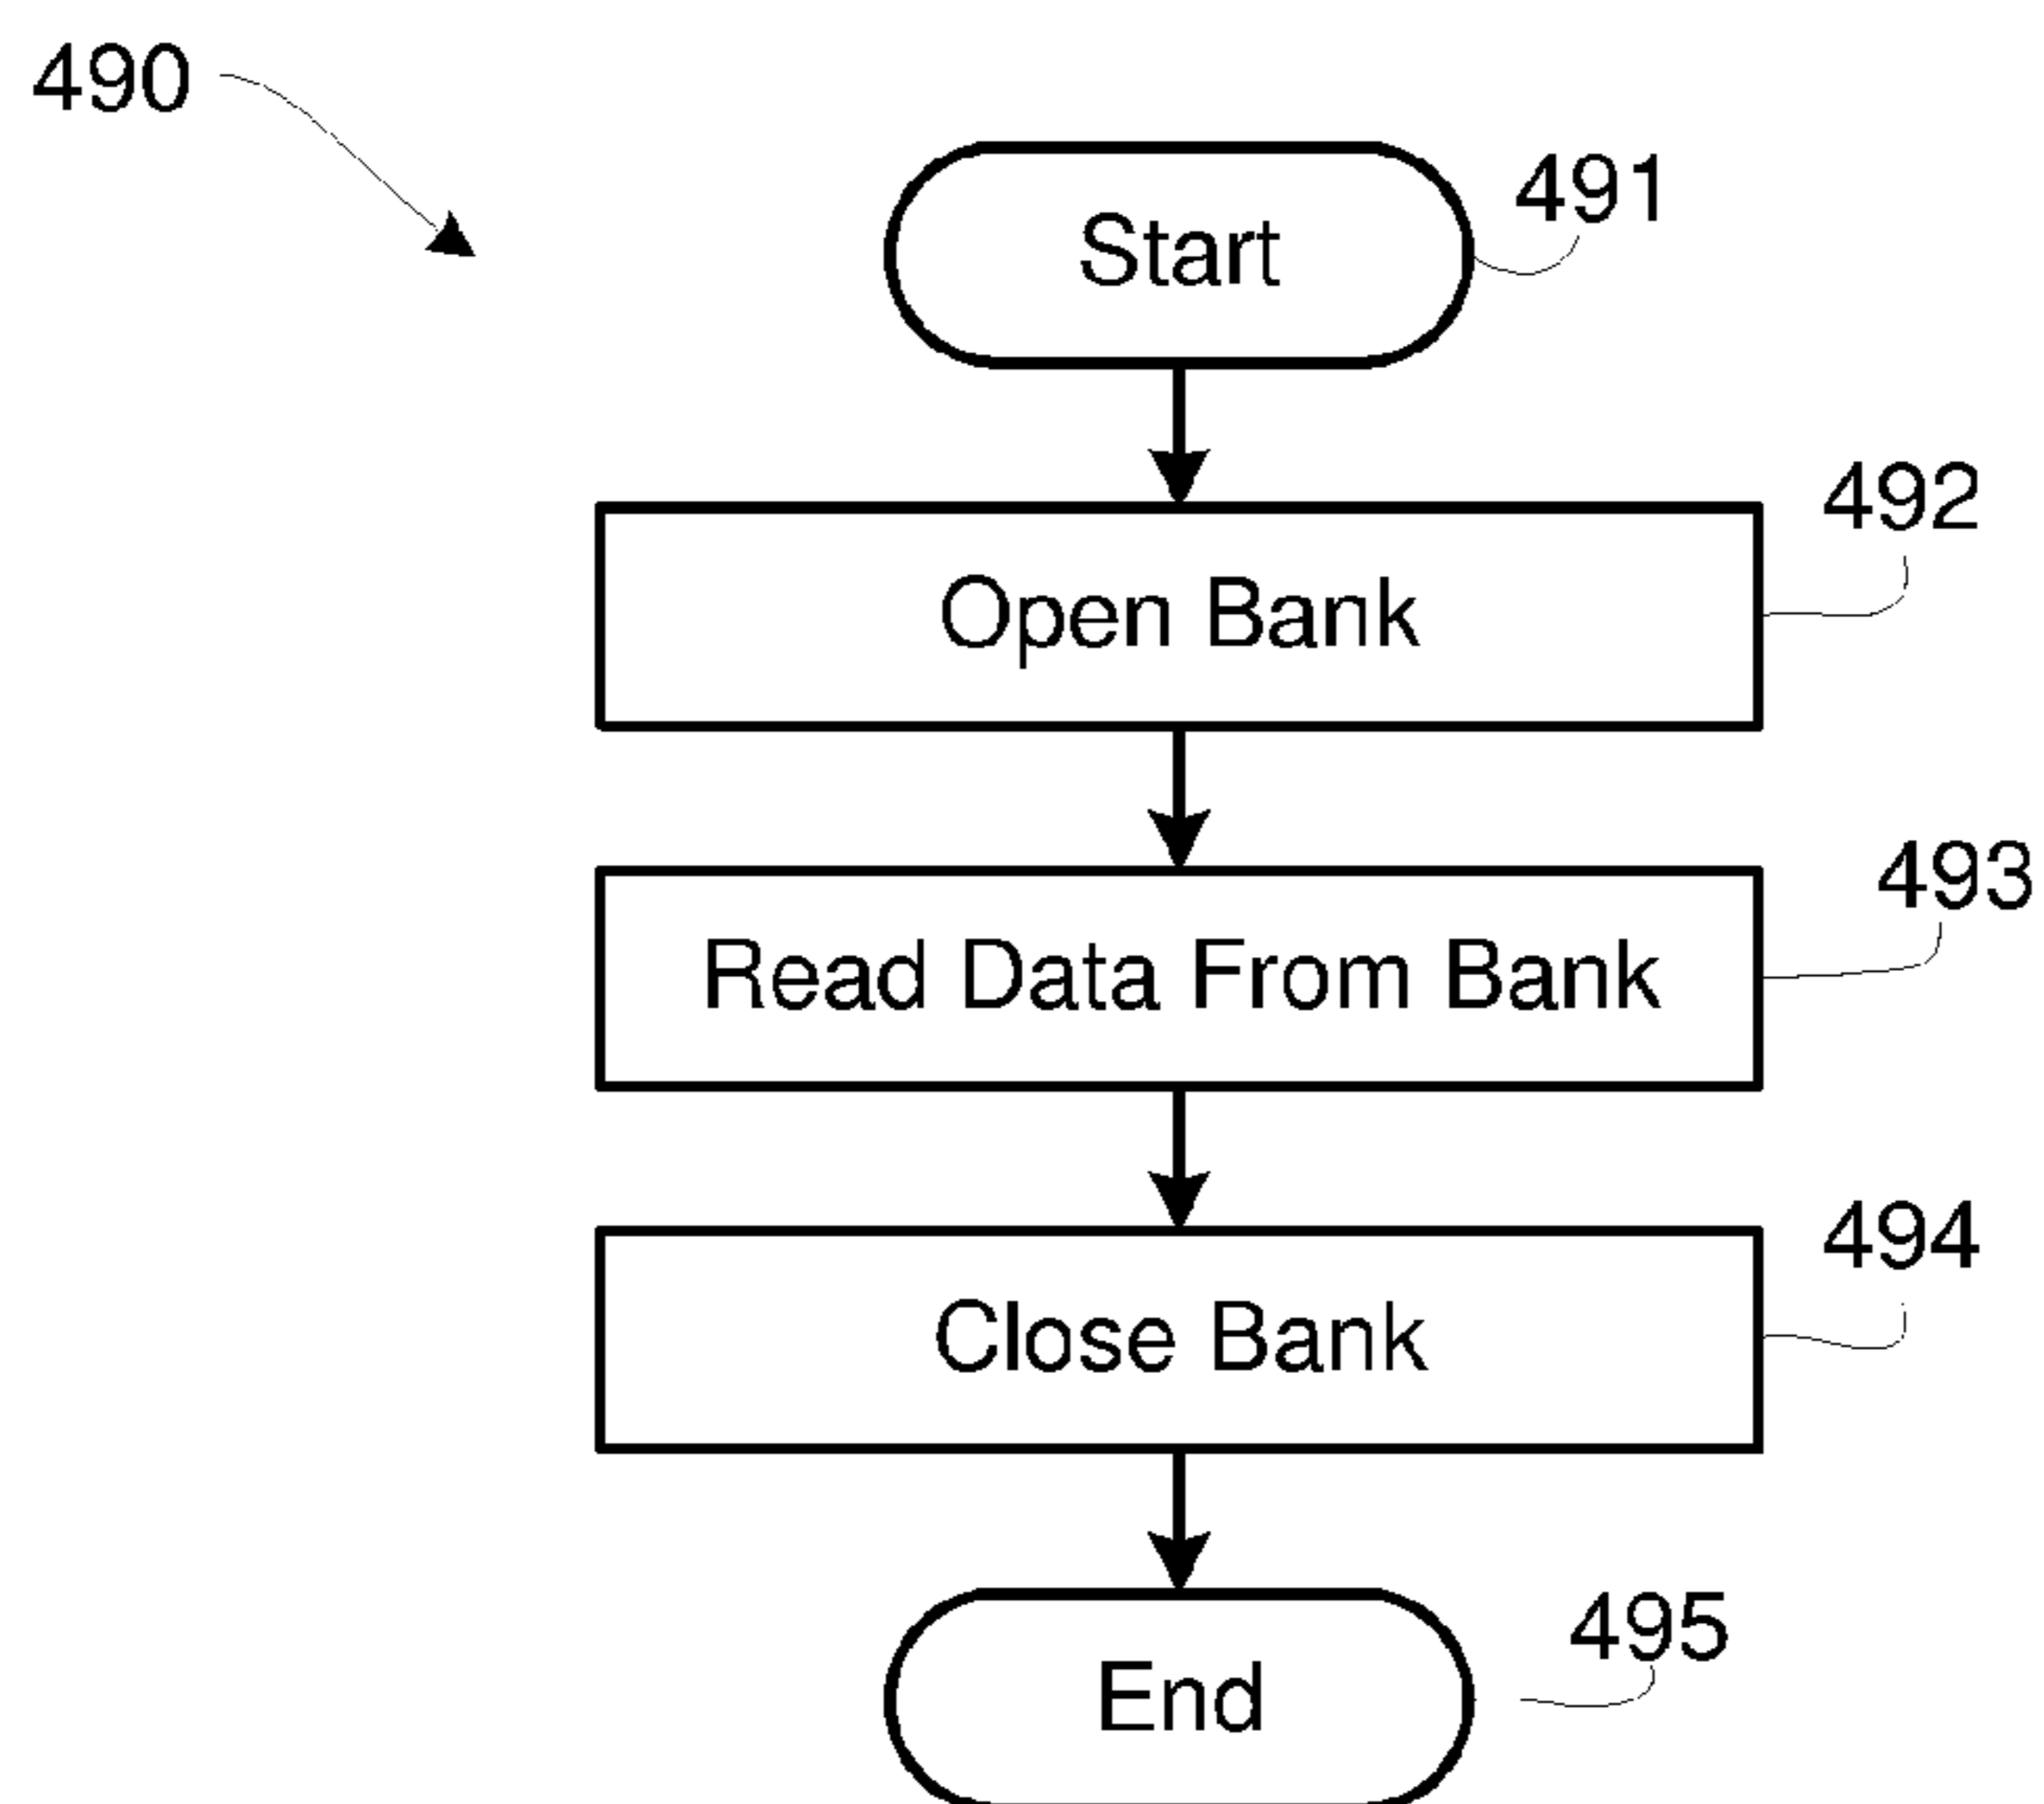 490
Start
491
492
Open Bank
493
Read Data From Bank
494
Close Bank
495
End